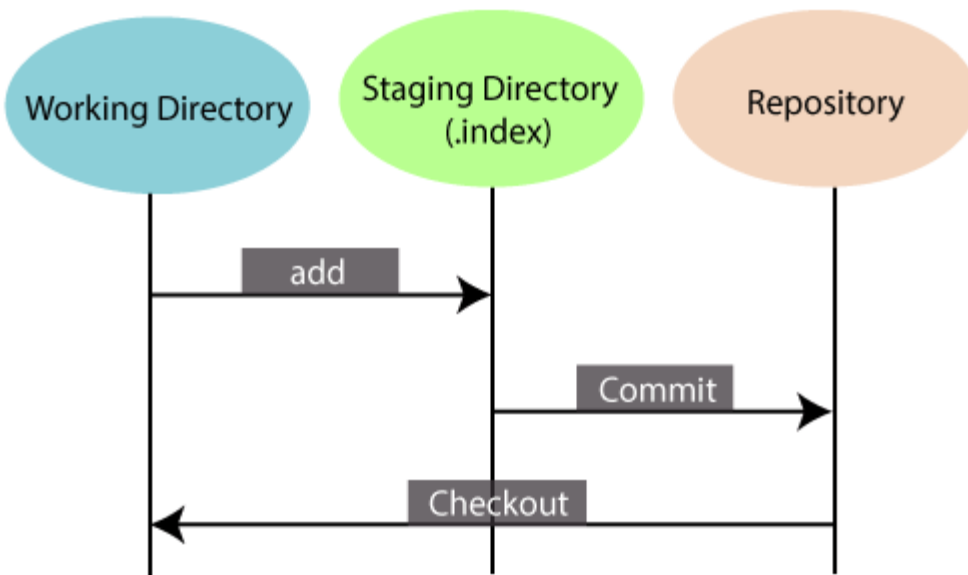 Working Directory
Staging Directory
(.index)
Repository
add
Commit
Checkout